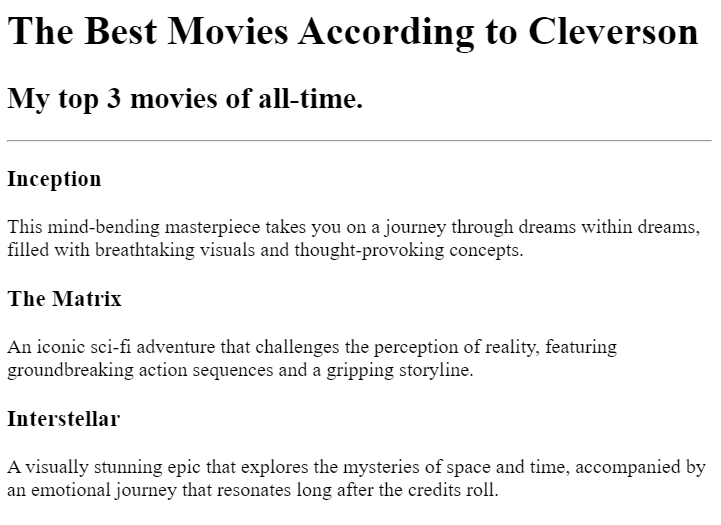 The Best Movies According to Cleverson
My top 3 movies of all-time.
Inception
This mind-bending masterpiece takes you on a journey through dreams within dreams,
filled with breathtaking visuals and thought-provoking concepts.
The Matrix
An iconic sci-fi adventure that challenges the perception of reality, featuring
groundbreaking action sequences and a gripping storyline.
Interstellar
A visually stunning epic that explores the mysteries of space and time, accompanied by
an emotional journey that resonates long after the credits roll.